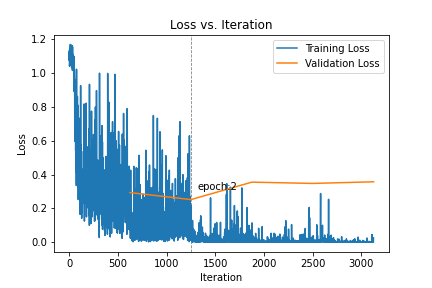 Loss vs. Iteration
1.2
1.0
0.8
0.6
0.4
0.2
0.0
Loss
Training Loss
Validation Loss
epoch 2
0
500
1000
1500
2000
2500
3000
Iteration